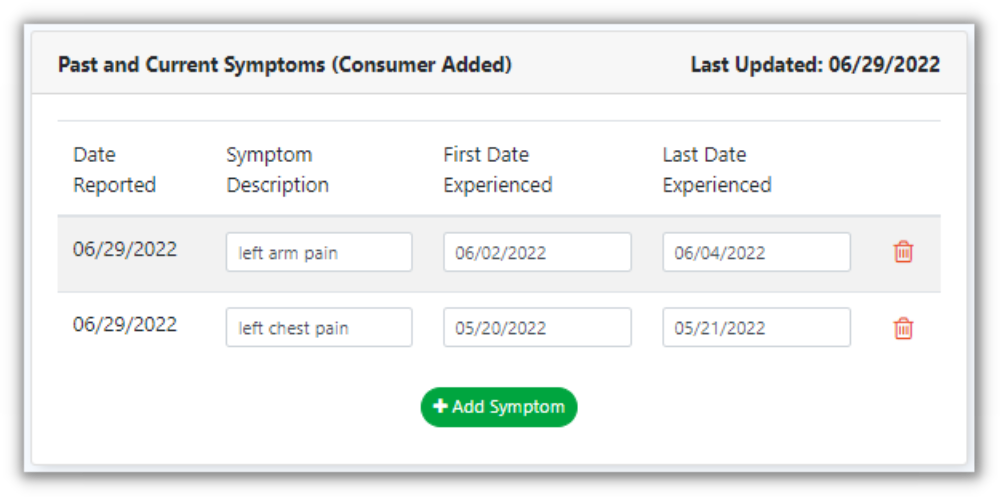 Past and Current Symptoms (Consumer Added) Last Updated: 06/29/2022
Date Symptom First Date Last Date
Reported Description Experienced Experienced
06/29/2022 left arm pain 06/02/2022 06/04/2022
06/29/2022 left chest pain 05/20/2022 05/21/2022
+ Add Symptom